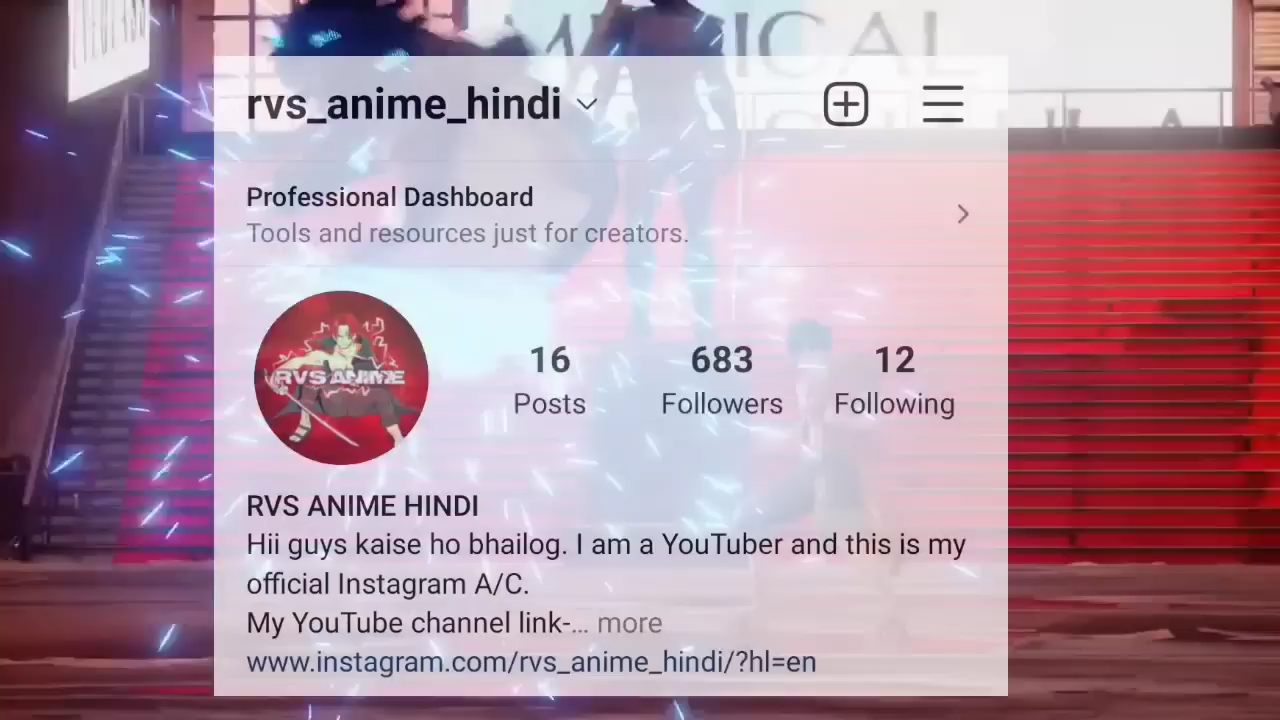 MUSICAL
rvs_anime_hindi
Professional Dashboard
Tools and resources just for creators.
RVS ANIME
16 683 12
Posts Followers Following
RVS ANIME HINDI
Hii guys kaise ho bhailog. I am a YouTuber and this is my
official Instagram A/C.
My YouTube channel link-... more
www.instagram.com/rvs_anime_hindi/?hl=en